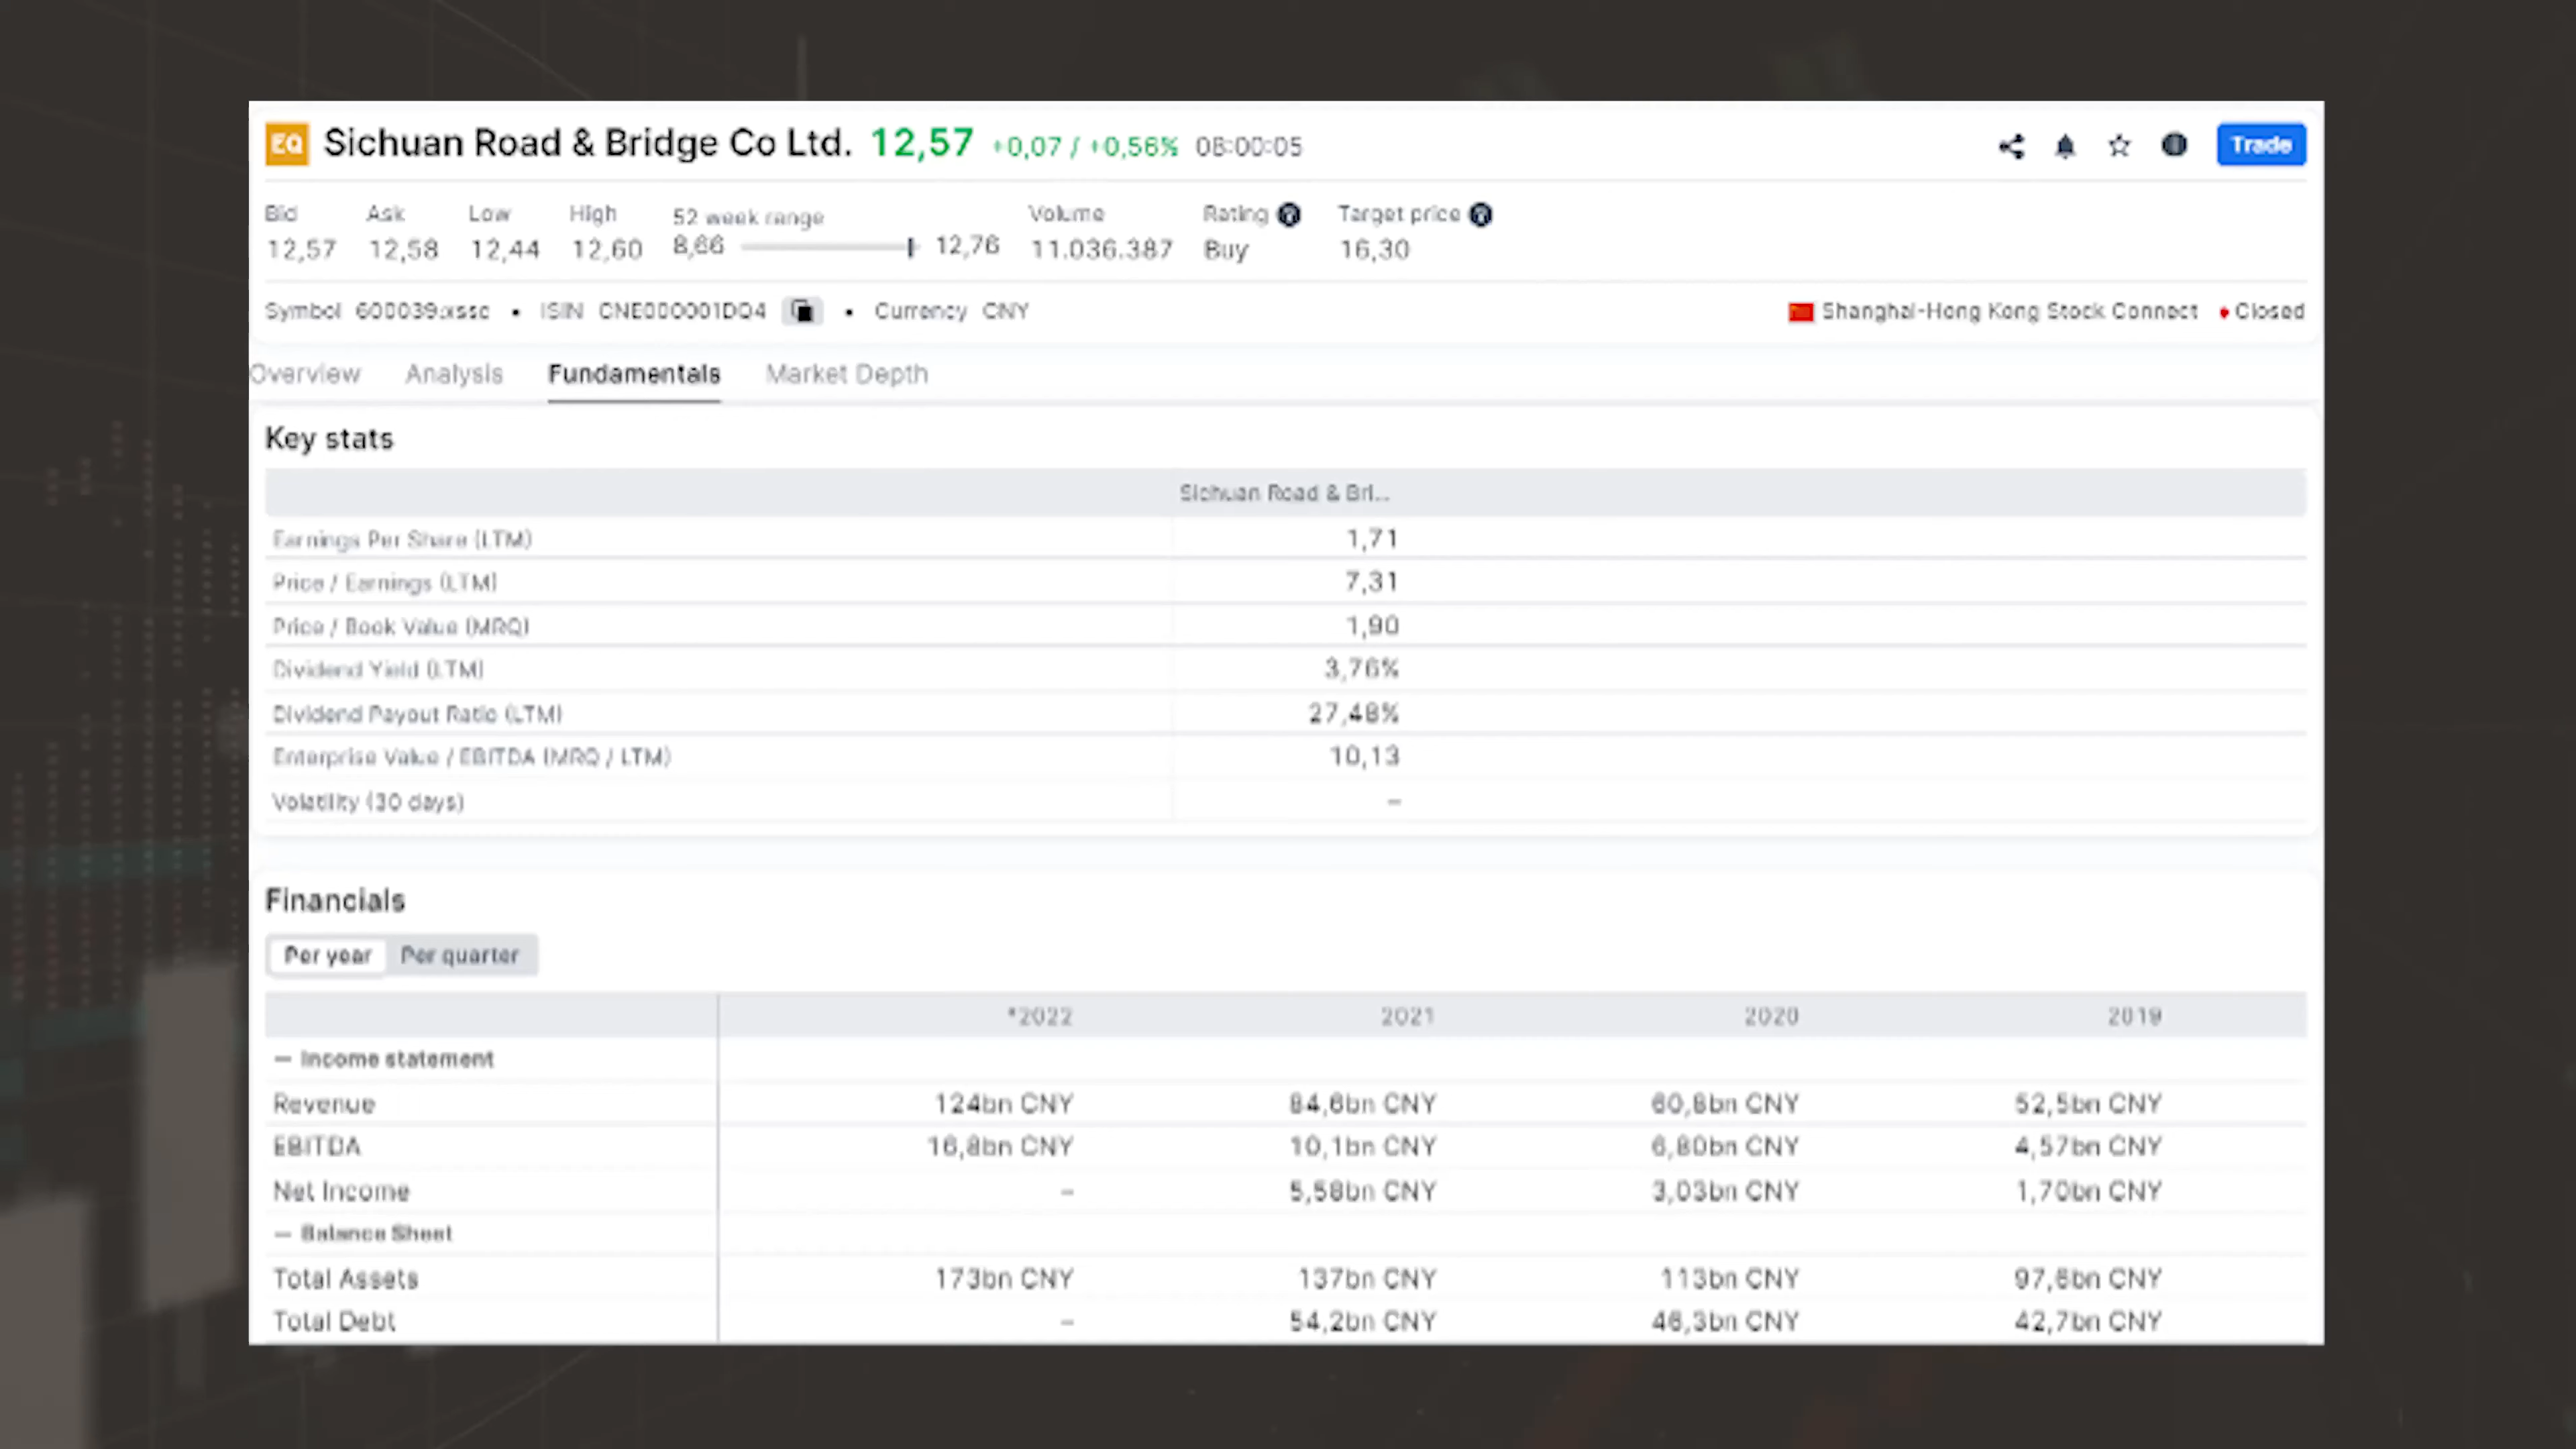 EQ Sichuan Road & Bridge Co Ltd. 12,57 +0,07 / +0,56% 08:00:05 Trade
Bid Ask Low High 52 week range Volume Rating Target price
12,57 12,58 12,44 12,60 8,66 12,76 11.036.387 Buy 16,30
Symbol 600039:xssc • ISIN CNE000001DQ4 • Currency CNY Shanghai-Hong Kong Stock Connect • Closed
Overview Analysis Fundamentals Market Depth
Key stats
Sichuan Road & Bri...
Earnings Per Share (LTM) 1,71
Price / Earnings (LTM) 7,31
Price / Book Value (MRQ) 1,90
Dividend Yield (LTM) 3,76%
Dividend Payout Ratio (LTM) 27,48%
Enterprise Value / EBITDA (MRQ / LTM) 10,13
Volatility (30 days) –
Financials
Per year Per quarter
*2022 2021 2020 2019
— Income statement
Revenue 124bn CNY 84,6bn CNY 60,8bn CNY 52,5bn CNY
EBITDA 16,8bn CNY 10,1bn CNY 6,80bn CNY 4,57bn CNY
Net Income – 5,58bn CNY 3,03bn CNY 1,70bn CNY
— Balance Sheet
Total Assets 173bn CNY 137bn CNY 113bn CNY 97,6bn CNY
Total Debt – 54,2bn CNY 46,3bn CNY 42,7bn CNY